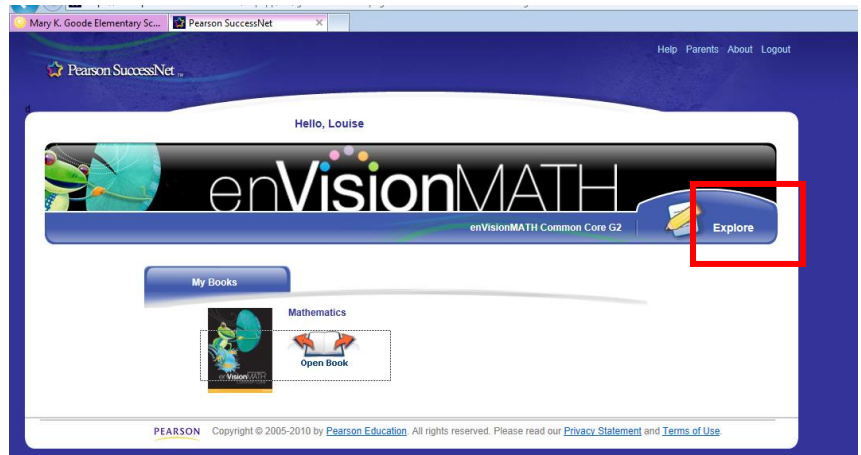 Mary K. Goode Elementary Sc... Pearson SuccessNet
Help Parents About Logout
Pearson SuccessNet TM
Hello, Louise
enVisionMATH
enVisionMATH Common Core G2 Explore
My Books
Mathematics
enVisionMATH
Open Book
PEARSON Copyright © 2005-2010 by Pearson Education. All rights reserved. Please read our Privacy Statement and Terms of Use.